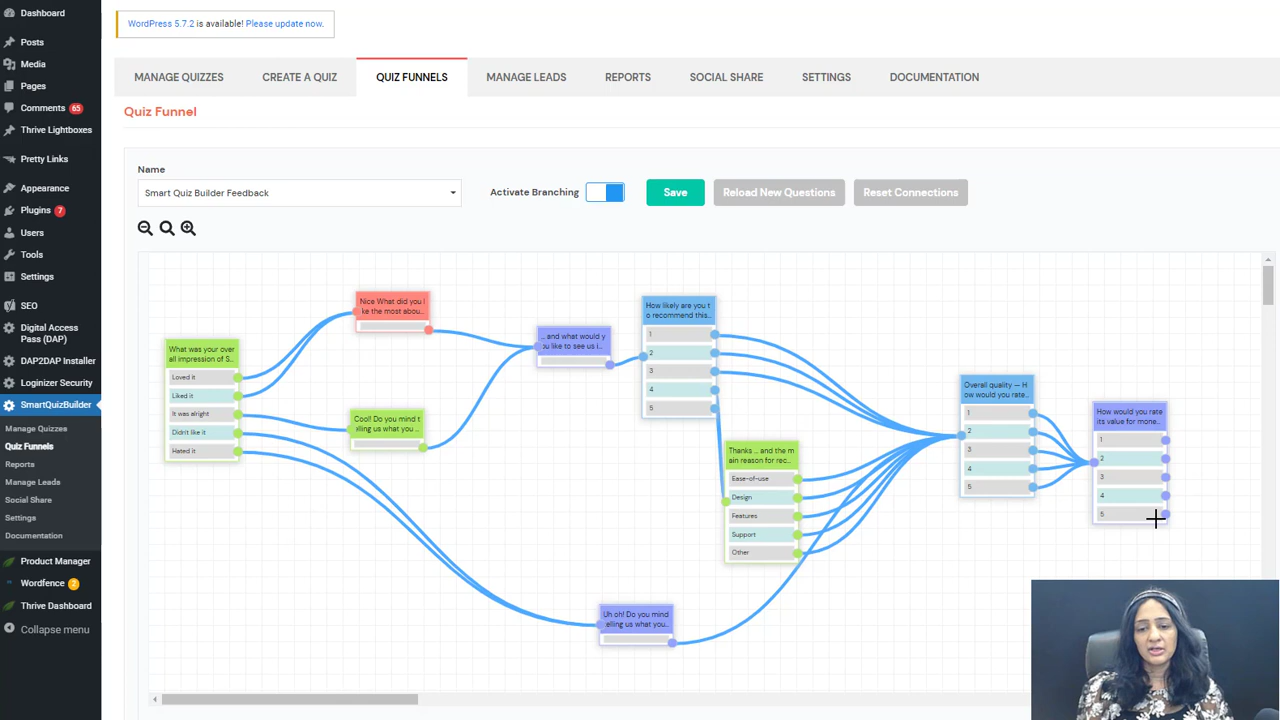 Dashboard
Posts
Media
Pages
Comments 65
Thrive Lightboxes
Pretty Links
Appearance
Plugins 7
Users
Tools
Settings
SEO
Digital Access
Pass (DAP)
DAP2DAP Installer
Loginizer Security
SmartQuizBuilder
Manage Quizzes
Quiz Funnels
Reports
Manage Leads
Social Share
Settings
Documentation
Product Manager
Wordfence 2
Thrive Dashboard
Collapse menu
WordPress 5.7.2 is available! Please update now.
MANAGE QUIZZES CREATE A QUIZ QUIZ FUNNELS MANAGE LEADS REPORTS SOCIAL SHARE SETTINGS DOCUMENTATION
Quiz Funnel
Name
Smart Quiz Builder Feedback
Activate Branching
Save
Reload New Questions
Reset Connections
What was your over
all impression of S..
Loved it
Liked it
It was alright
Didn't like it
Hated it
Nice What did you l
ke the most abou..
Cool! Do you mind t
elling us what you ..
... and what would y
ou like to see us i..
How likely are you t
o recommend this..
1
2
3
4
5
Thanks ... and the m
ain reason for rec..
Ease-of-use
Design
Features
Support
Other
Uh oh! Do you mind
elling us what you..
Overall quality — H
ow would you rate..
1
2
3
4
5
How would you rate
its value for mone..
1
2
3
4
5